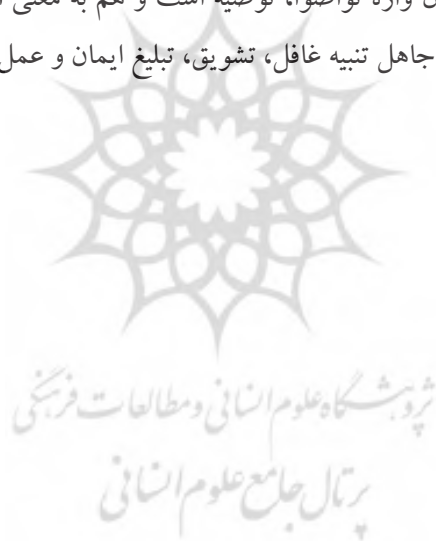 واژه تواصوا، توصیه است و هم به معنی
جاهل تنبیه غافل، تشویق، تبلیغ ایمان و عمل
پژوهشگاه علوم انسانی و مطالعات فرهنگی
پرتال جامع علوم انسانی